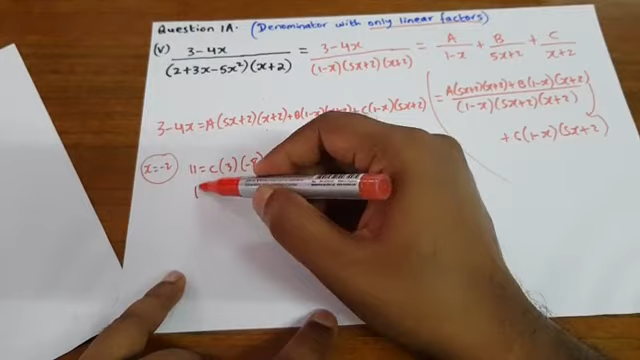 Question 1A. (Denominator with only linear factors)
(v) 3-4x / (2+3x-5x²)(x+2) = 3-4x / (1-x)(5x+2)(x+2) = A / 1-x + B / 5x+2 + C / x+2
= A(5x+2)(x+2)+B(1-x)(x+2) / (1-x)(5x+2)(x+2)
+ C(1-x)(5x+2)
3-4x = A(5x+2)(x+2)+B(1-x)(x+2)+C(1-x)(5x+2)
x=-2 11 = C(3)(-8